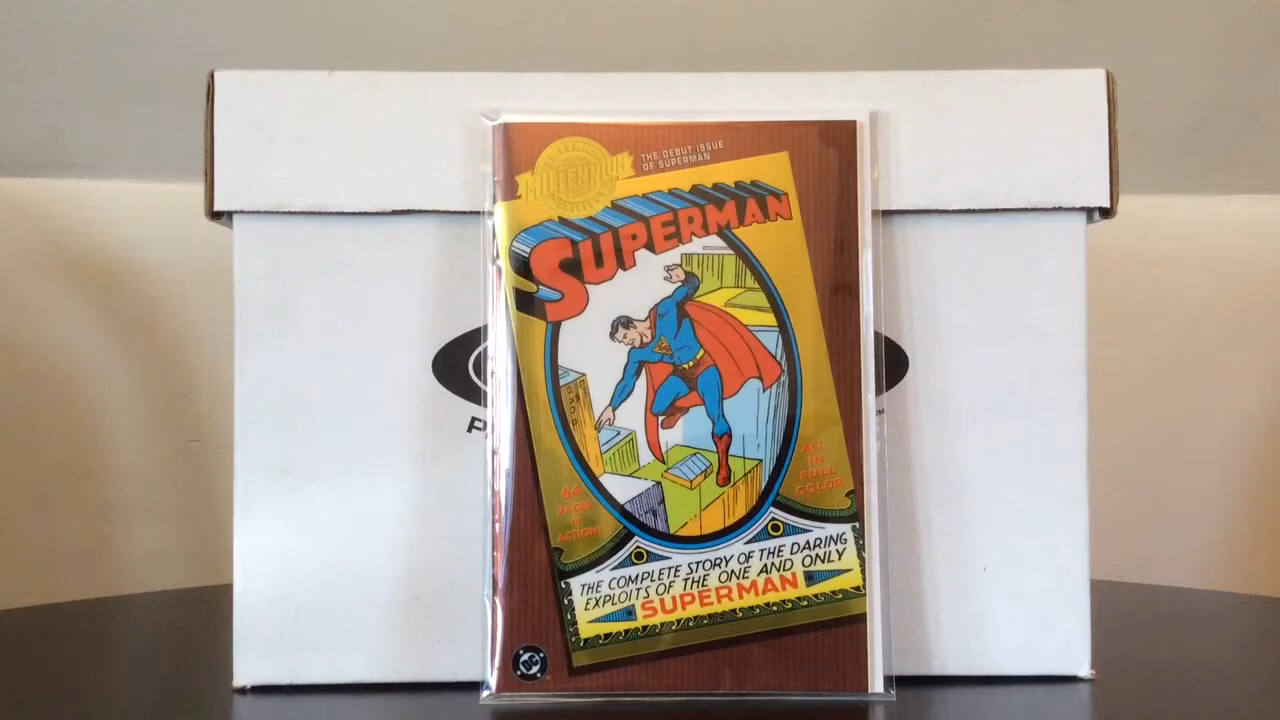 MILLENNIUM
THE DEBUT ISSUE
OF SUPERMAN
SUPERMAN
ALL
IN
FULL
COLOR
64
PAGES
OF
ACTION!
THE COMPLETE STORY OF THE DARING
EXPLOITS OF THE ONE AND ONLY
SUPERMAN
DC